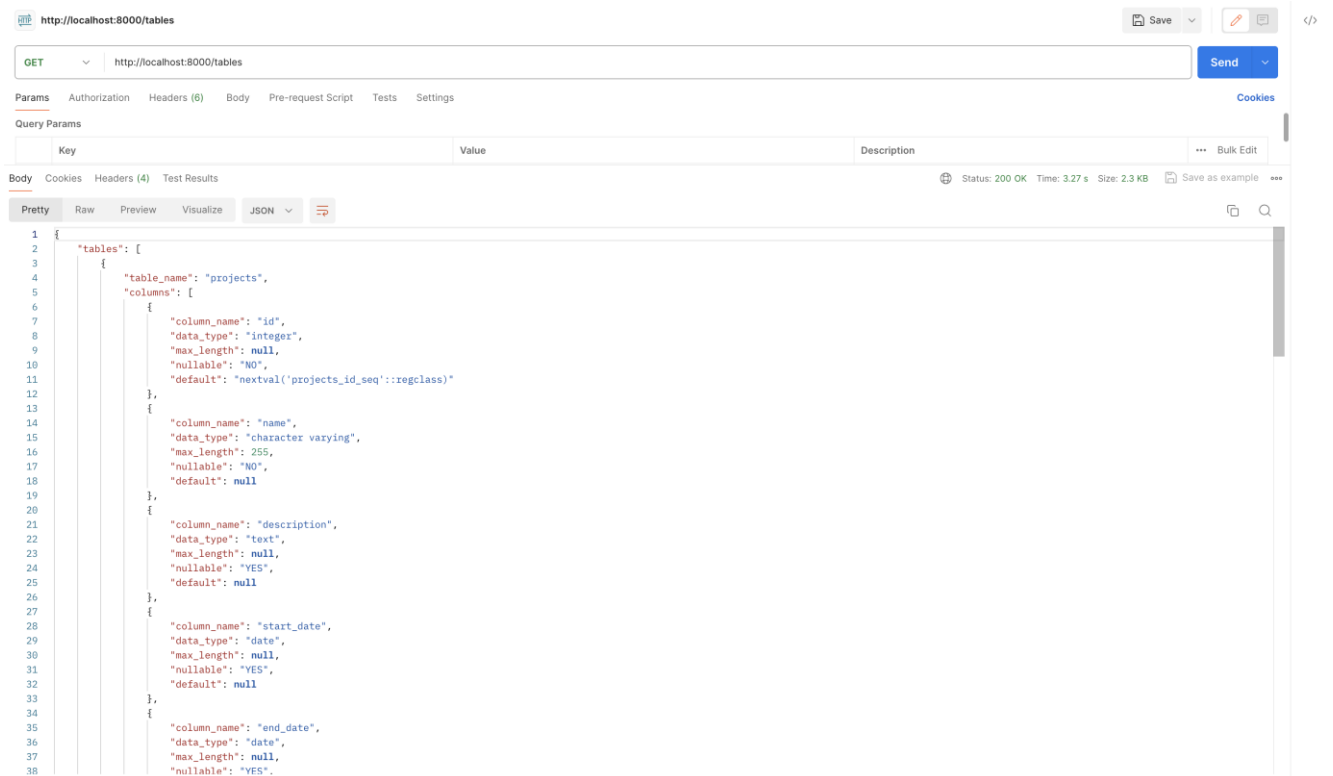 HTTP http://localhost:8000/tables Save </>
GET http://localhost:8000/tables Send
Params Authorization Headers (6) Body Pre-request Script Tests Settings Cookies
Query Params
Key Value Description ••• Bulk Edit
Body Cookies Headers (4) Test Results Status: 200 OK Time: 3.27 s Size: 2.3 KB Save as example
Pretty Raw Preview Visualize JSON
1 {
2 "tables": [
3 {
4 "table_name": "projects",
5 "columns": [
6 {
7 "column_name": "id",
8 "data_type": "integer",
9 "max_length": null,
10 "nullable": "NO",
11 "default": "nextval('projects_id_seq'::regclass)"
12 },
13 {
14 "column_name": "name",
15 "data_type": "character varying",
16 "max_length": 255,
17 "nullable": "NO",
18 "default": null
19 },
20 {
21 "column_name": "description",
22 "data_type": "text",
23 "max_length": null,
24 "nullable": "YES",
25 "default": null
26 },
27 {
28 "column_name": "start_date",
29 "data_type": "date",
30 "max_length": null,
31 "nullable": "YES",
32 "default": null
33 },
34 {
35 "column_name": "end_date",
36 "data_type": "date",
37 "max_length": null,
38 "nullable": "YES",